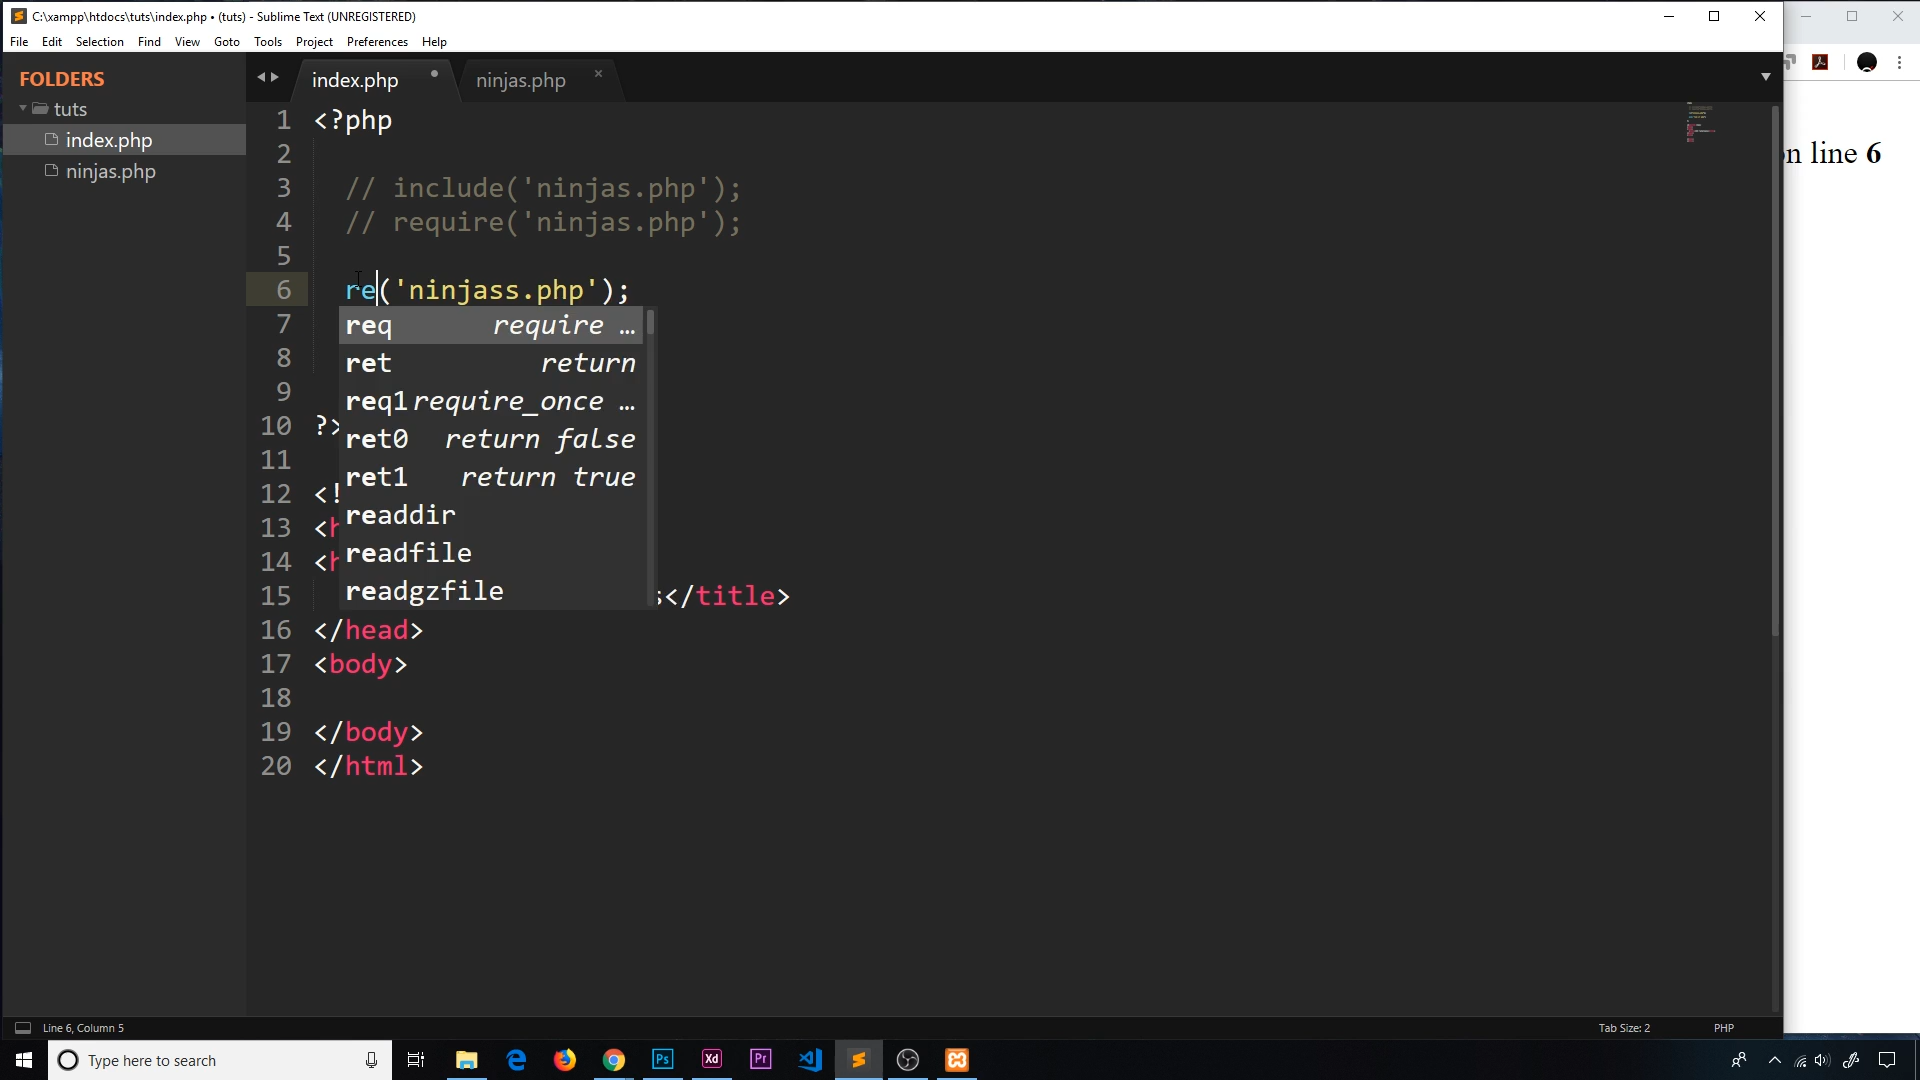 C:\xampp\htdocs\tuts\index.php • (tuts) - Sublime Text (UNREGISTERED)
File Edit Selection Find View Goto Tools Project Preferences Help
FOLDERS
tuts
index.php
ninjas.php
index.php ninjas.php
1 <?php
2
3 // include('ninjas.php');
4 // require('ninjas.php');
5
6 re('ninjass.php');
7 req require …
8 ret return
9 req1 require_once …
10 ?> ret0 return false
11 ret1 return true
12 <! readdir
13 <h readfile
14 <h readgzfile
15 s</title>
16 </head>
17 <body>
18
19 </body>
20 </html>
on line 6
Line 6, Column 5 Tab Size: 2 PHP
Type here to search
Ps Xd Pr